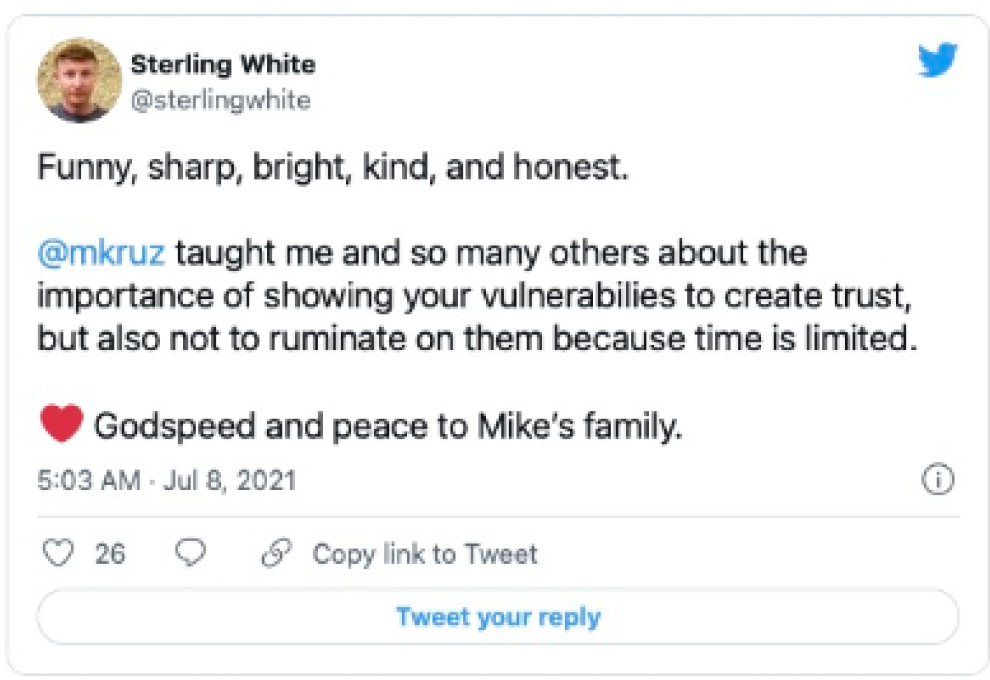 Sterling White
@sterlingwhite
Funny, sharp, bright, kind, and honest.
@mkruz taught me and so many others about the
importance of showing your vulnerabilies to create trust,
but also not to ruminate on them because time is limited.
❤️ Godspeed and peace to Mike’s family.
5:03 AM · Jul 8, 2021
26 Copy link to Tweet
Tweet your reply